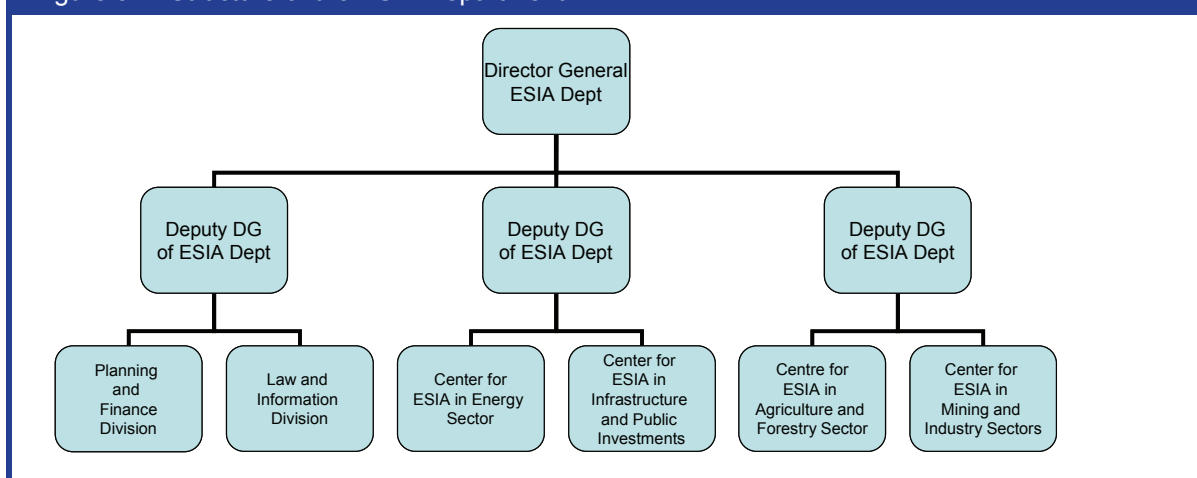 Director General
ESIA Dept
Deputy DG
of ESIA Dept
Deputy DG
of ESIA Dept
Deputy DG
of ESIA Dept
Planning
and
Finance
Division
Law and
Information
Division
Center for
ESIA in Energy
Sector
Center for
ESIA in
Infrastructure
and Public
Investments
Centre for
ESIA in
Agriculture and
Forestry Sector
Center for
ESIA in
Mining and
Industry Sectors